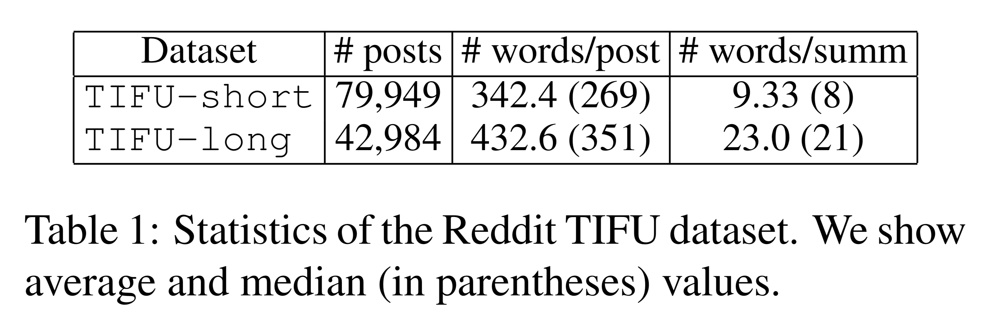 Dataset # posts # words/post # words/summ
TIFU-short 79,949 342.4 (269) 9.33 (8)
TIFU-long 42,984 432.6 (351) 23.0 (21)
Table 1: Statistics of the Reddit TIFU dataset. We show
average and median (in parentheses) values.